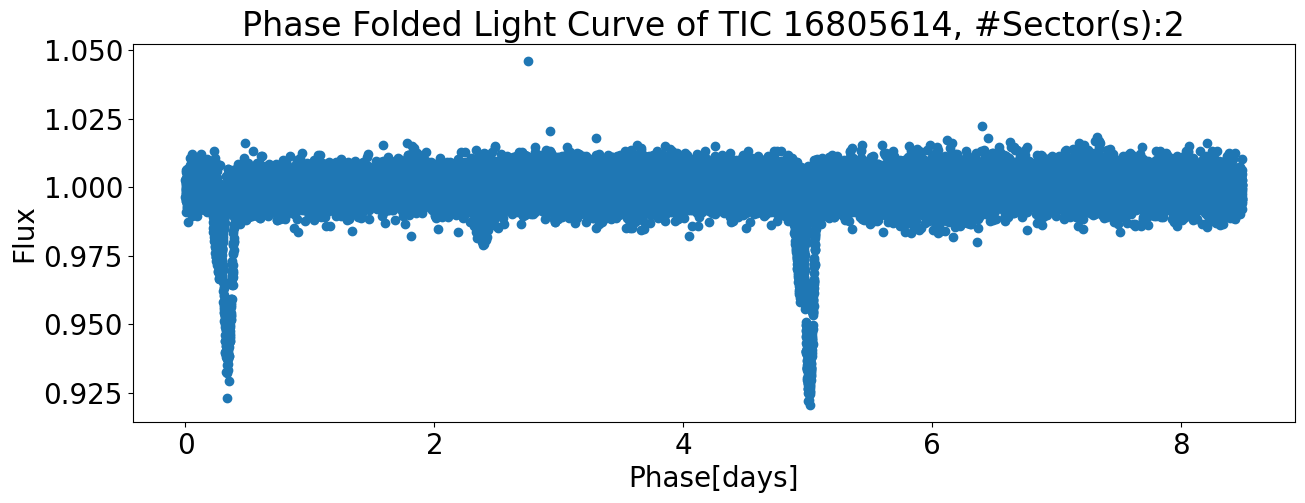 Phase Folded Light Curve of TIC 16805614, #Sector(s):2
1.050
1.025
1.000
0.975
0.950
0.925
Flux
0 2 4 6 8
Phase[days]